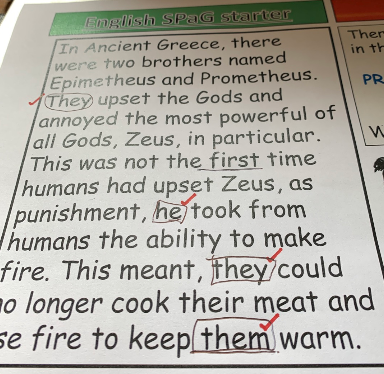 English SPaG starter
In Ancient Greece, there
were two brothers named
Epimetheus and Prometheus.
They upset the Gods and
annoyed the most powerful of
all Gods, Zeus, in particular.
This was not the first time
humans had upset Zeus, as
punishment, he took from
humans the ability to make
fire. This meant, they could
no longer cook their meat and
fire to keep them warm.
Ther
in th
PR